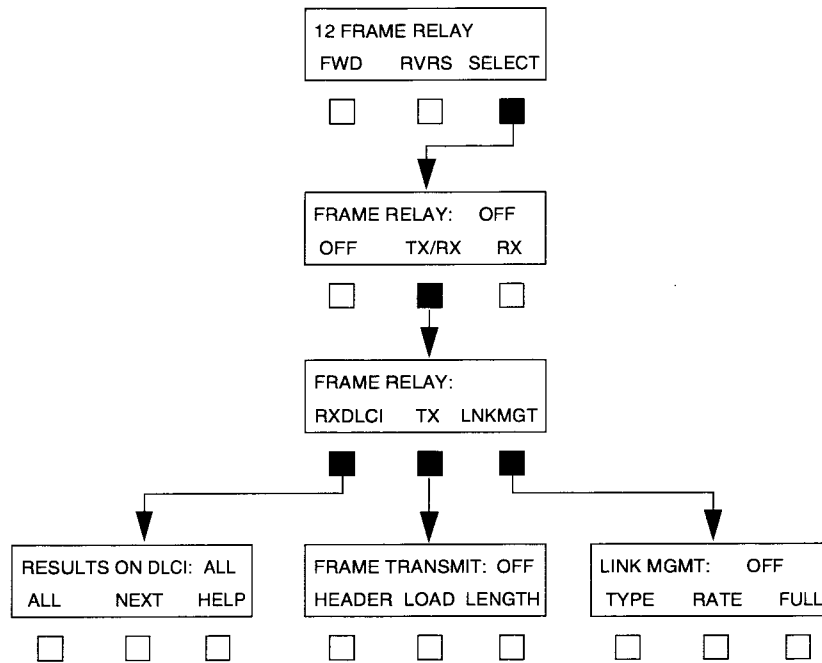 12 FRAME RELAY
FWD RVRS SELECT
FRAME RELAY: OFF
OFF TX/RX RX
FRAME RELAY:
RXDLCI TX LNKMGT
RESULTS ON DLCI: ALL
ALL NEXT HELP
FRAME TRANSMIT: OFF
HEADER LOAD LENGTH
LINK MGMT: OFF
TYPE RATE FULL